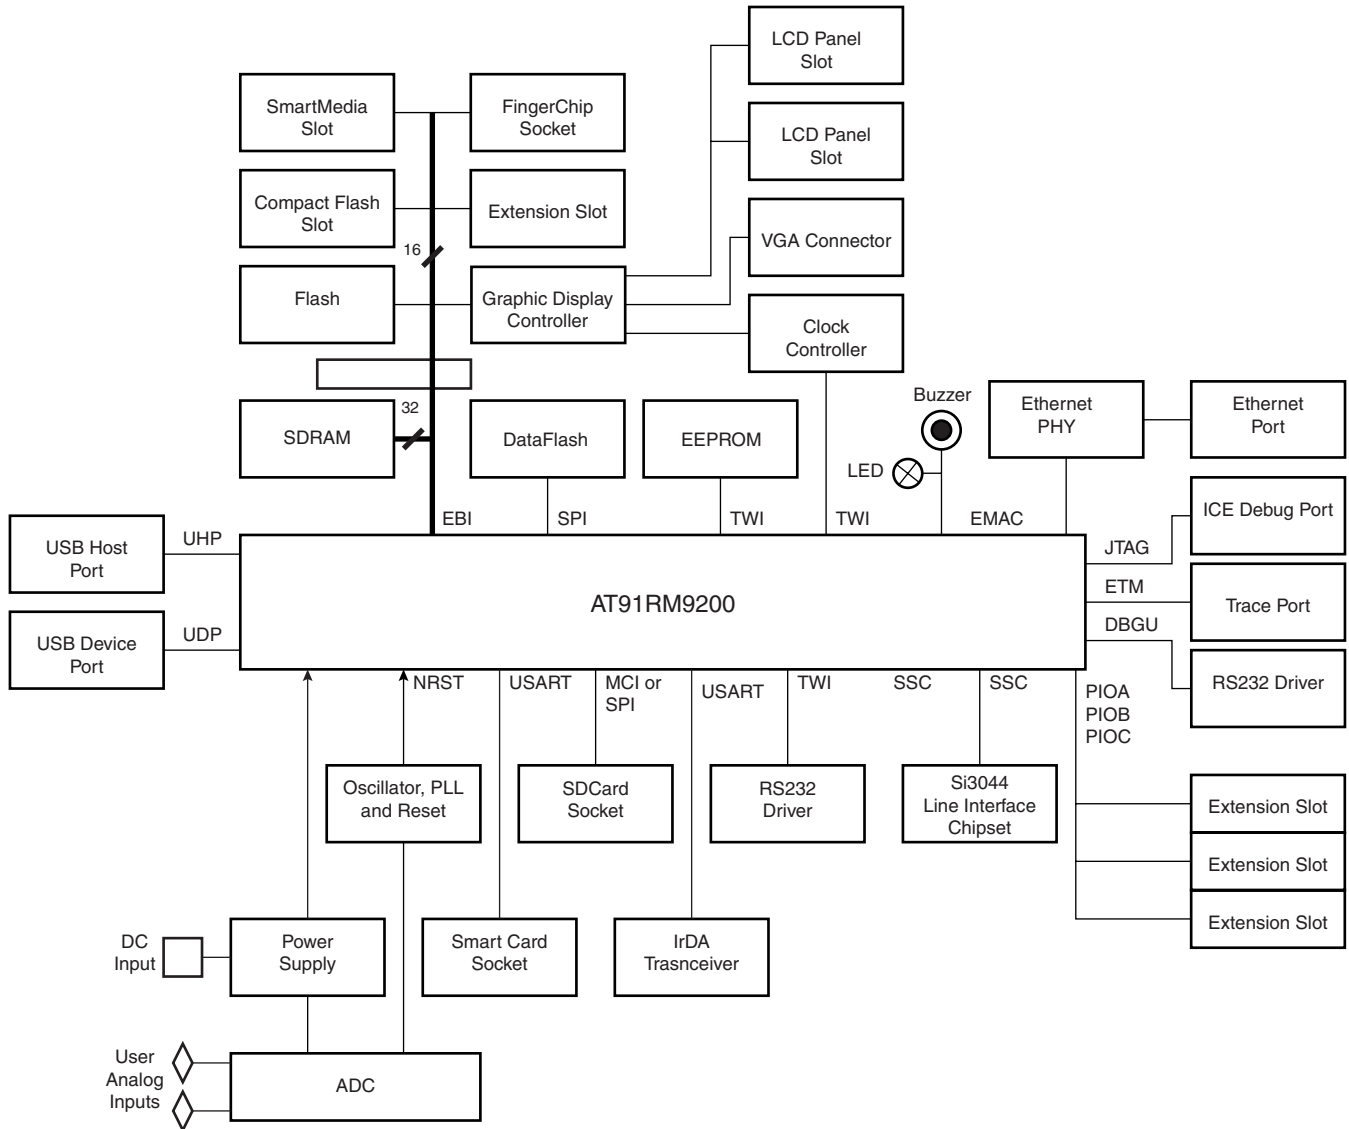 LCD Panel
Slot
SmartMedia
Slot
FingerChip
Socket
LCD Panel
Slot
Compact Flash
Slot
Extension Slot
VGA Connector
16
Flash
Graphic Display
Controller
Clock
Controller
32
SDRAM
DataFlash
EEPROM
Buzzer
LED
Ethernet
PHY
Ethernet
Port
EBI
SPI
TWI
TWI
EMAC
ICE Debug Port
USB Host
Port
UHP
JTAG
AT91RM9200
ETM
Trace Port
USB Device
Port
UDP
DBGU
RS232 Driver
NRST
USART
MCI or
SPI
USART
TWI
SSC
SSC
PIOA
PIOB
PIOC
Oscillator, PLL
and Reset
SDCard
Socket
RS232
Driver
Si3044
Line Interface
Chipset
Extension Slot
Extension Slot
Extension Slot
DC
Input
Power
Supply
Smart Card
Socket
IrDA
Trasnceiver
User
Analog
Inputs
ADC